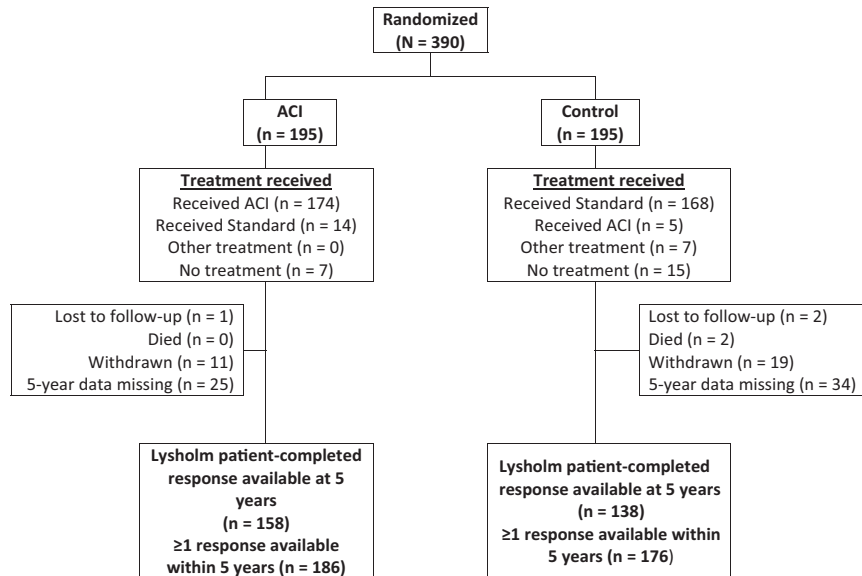 Randomized
(N = 390)
ACI
(n = 195)
Control
(n = 195)
Treatment received
Received ACI (n = 174)
Received Standard (n = 14)
Other treatment (n = 0)
No treatment (n = 7)
Treatment received
Received Standard (n = 168)
Received ACI (n = 5)
Other treatment (n = 7)
No treatment (n = 15)
Lost to follow-up (n = 1)
Died (n = 0)
Withdrawn (n = 11)
5-year data missing (n = 25)
Lost to follow-up (n = 2)
Died (n = 2)
Withdrawn (n = 19)
5-year data missing (n = 34)
Lysholm patient-completed
response available at 5
years
(n = 158)
≥1 response available
within 5 years (n = 186)
Lysholm patient-completed
response available at 5 years
(n = 138)
≥1 response available within
5 years (n = 176)